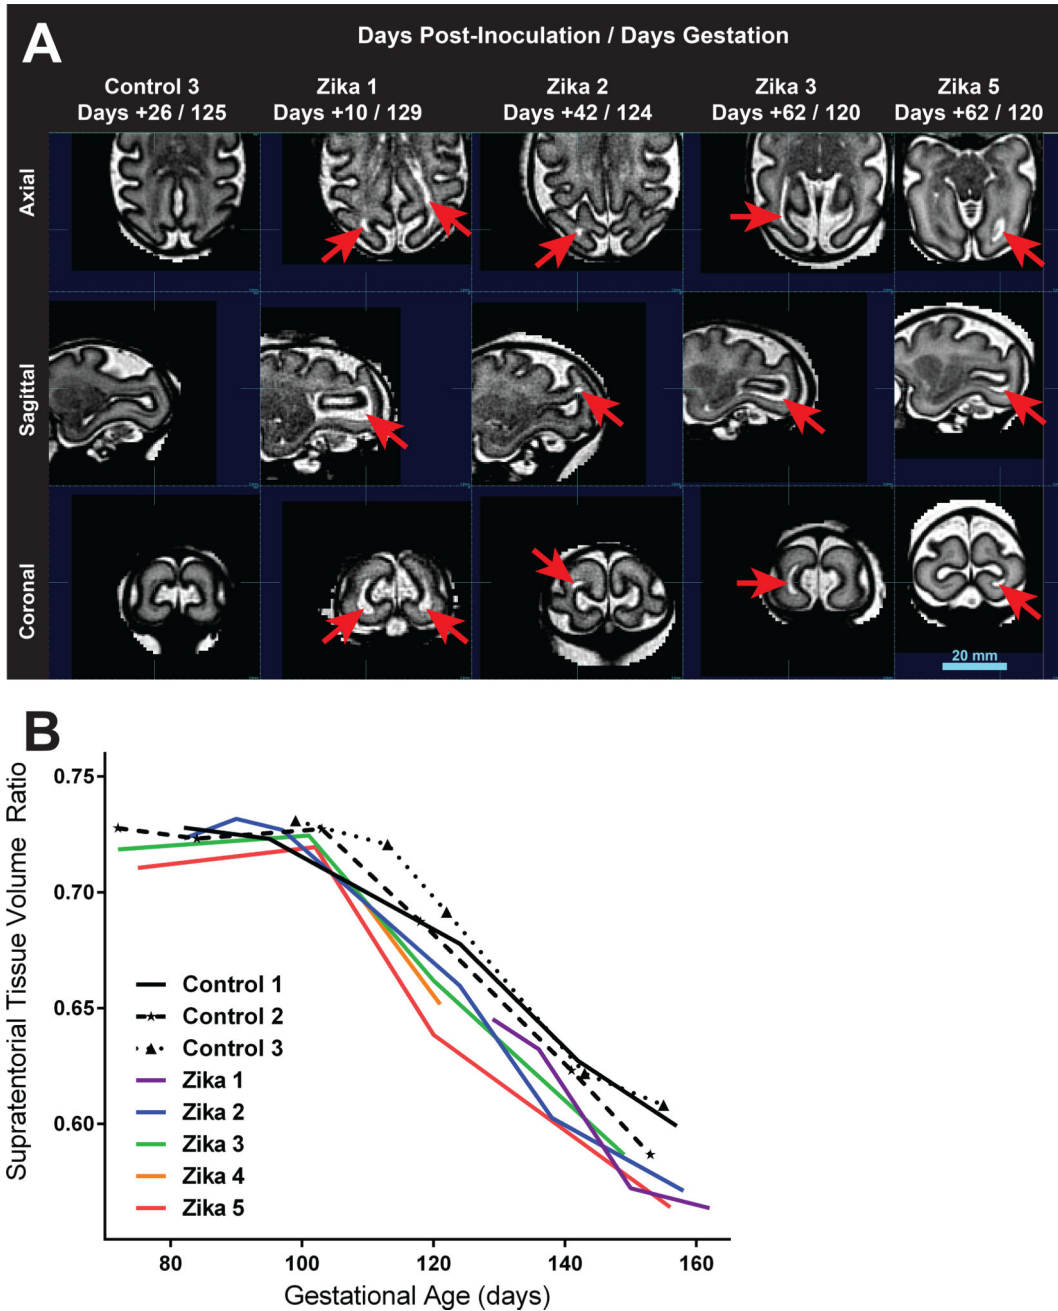 A
Days Post-Inoculation / Days Gestation
Control 3
Days +26 / 125
Zika 1
Days +10 / 129
Zika 2
Days +42 / 124
Zika 3
Days +62 / 120
Zika 5
Days +62 / 120
Axial
Sagittal
Coronal
20 mm
B
Supratentorial Tissue Volume Ratio
0.75
0.70
0.65
0.60
Control 1
Control 2
Control 3
Zika 1
Zika 2
Zika 3
Zika 4
Zika 5
80
100
120
140
160
Gestational Age (days)